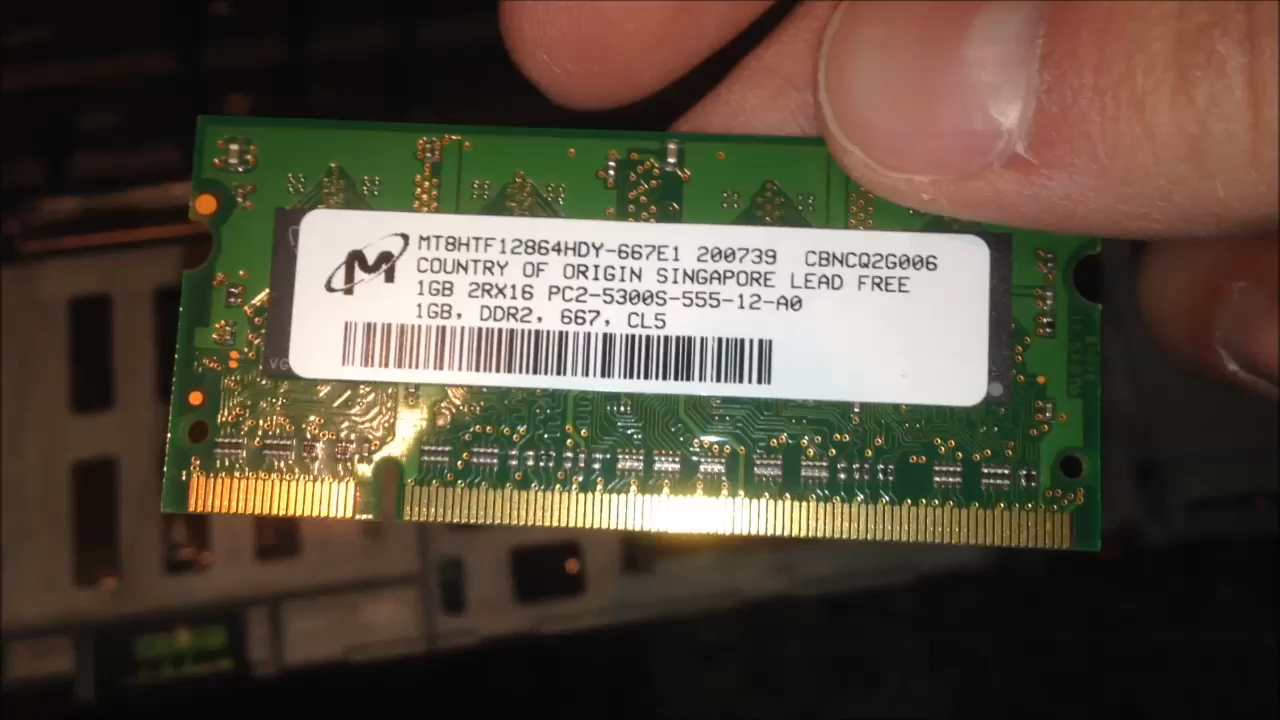 MT8HTF12864HDY-667E1 200739 CBNCQ2G006
COUNTRY OF ORIGIN SINGAPORE LEAD FREE
1GB 2RX16 PC2-5300S-555-12-A0
1GB, DDR2, 667, CL5
VG